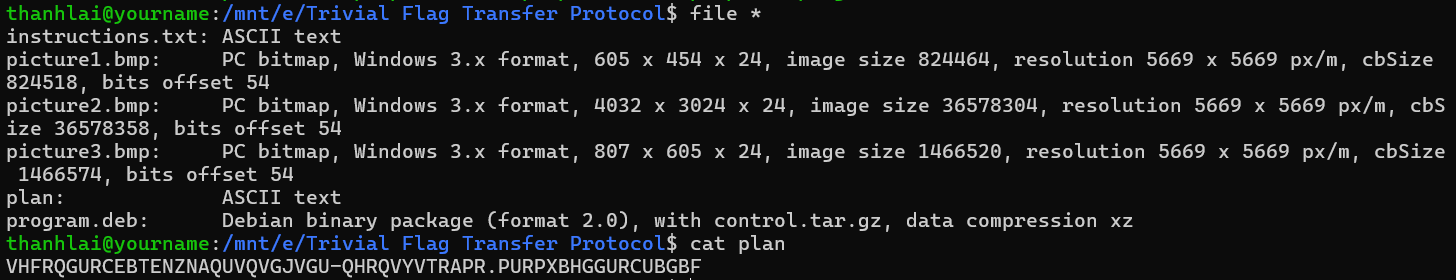 thanhlai@yourname:/mnt/e/Trivial Flag Transfer Protocol$ file *
instructions.txt: ASCII text
picture1.bmp:     PC bitmap, Windows 3.x format, 605 x 454 x 24, image size 824464, resolution 5669 x 5669 px/m, cbSize
824518, bits offset 54
picture2.bmp:     PC bitmap, Windows 3.x format, 4032 x 3024 x 24, image size 36578304, resolution 5669 x 5669 px/m, cbS
ize 36578358, bits offset 54
picture3.bmp:     PC bitmap, Windows 3.x format, 807 x 605 x 24, image size 1466520, resolution 5669 x 5669 px/m, cbSize
 1466574, bits offset 54
plan:             ASCII text
program.deb:      Debian binary package (format 2.0), with control.tar.gz, data compression xz
thanhlai@yourname:/mnt/e/Trivial Flag Transfer Protocol$ cat plan
VHFRQGURCEBTENZNAQUVQVGJVGU-QHRQVYVTRAPR.PURPXBHGGURCUBGBF